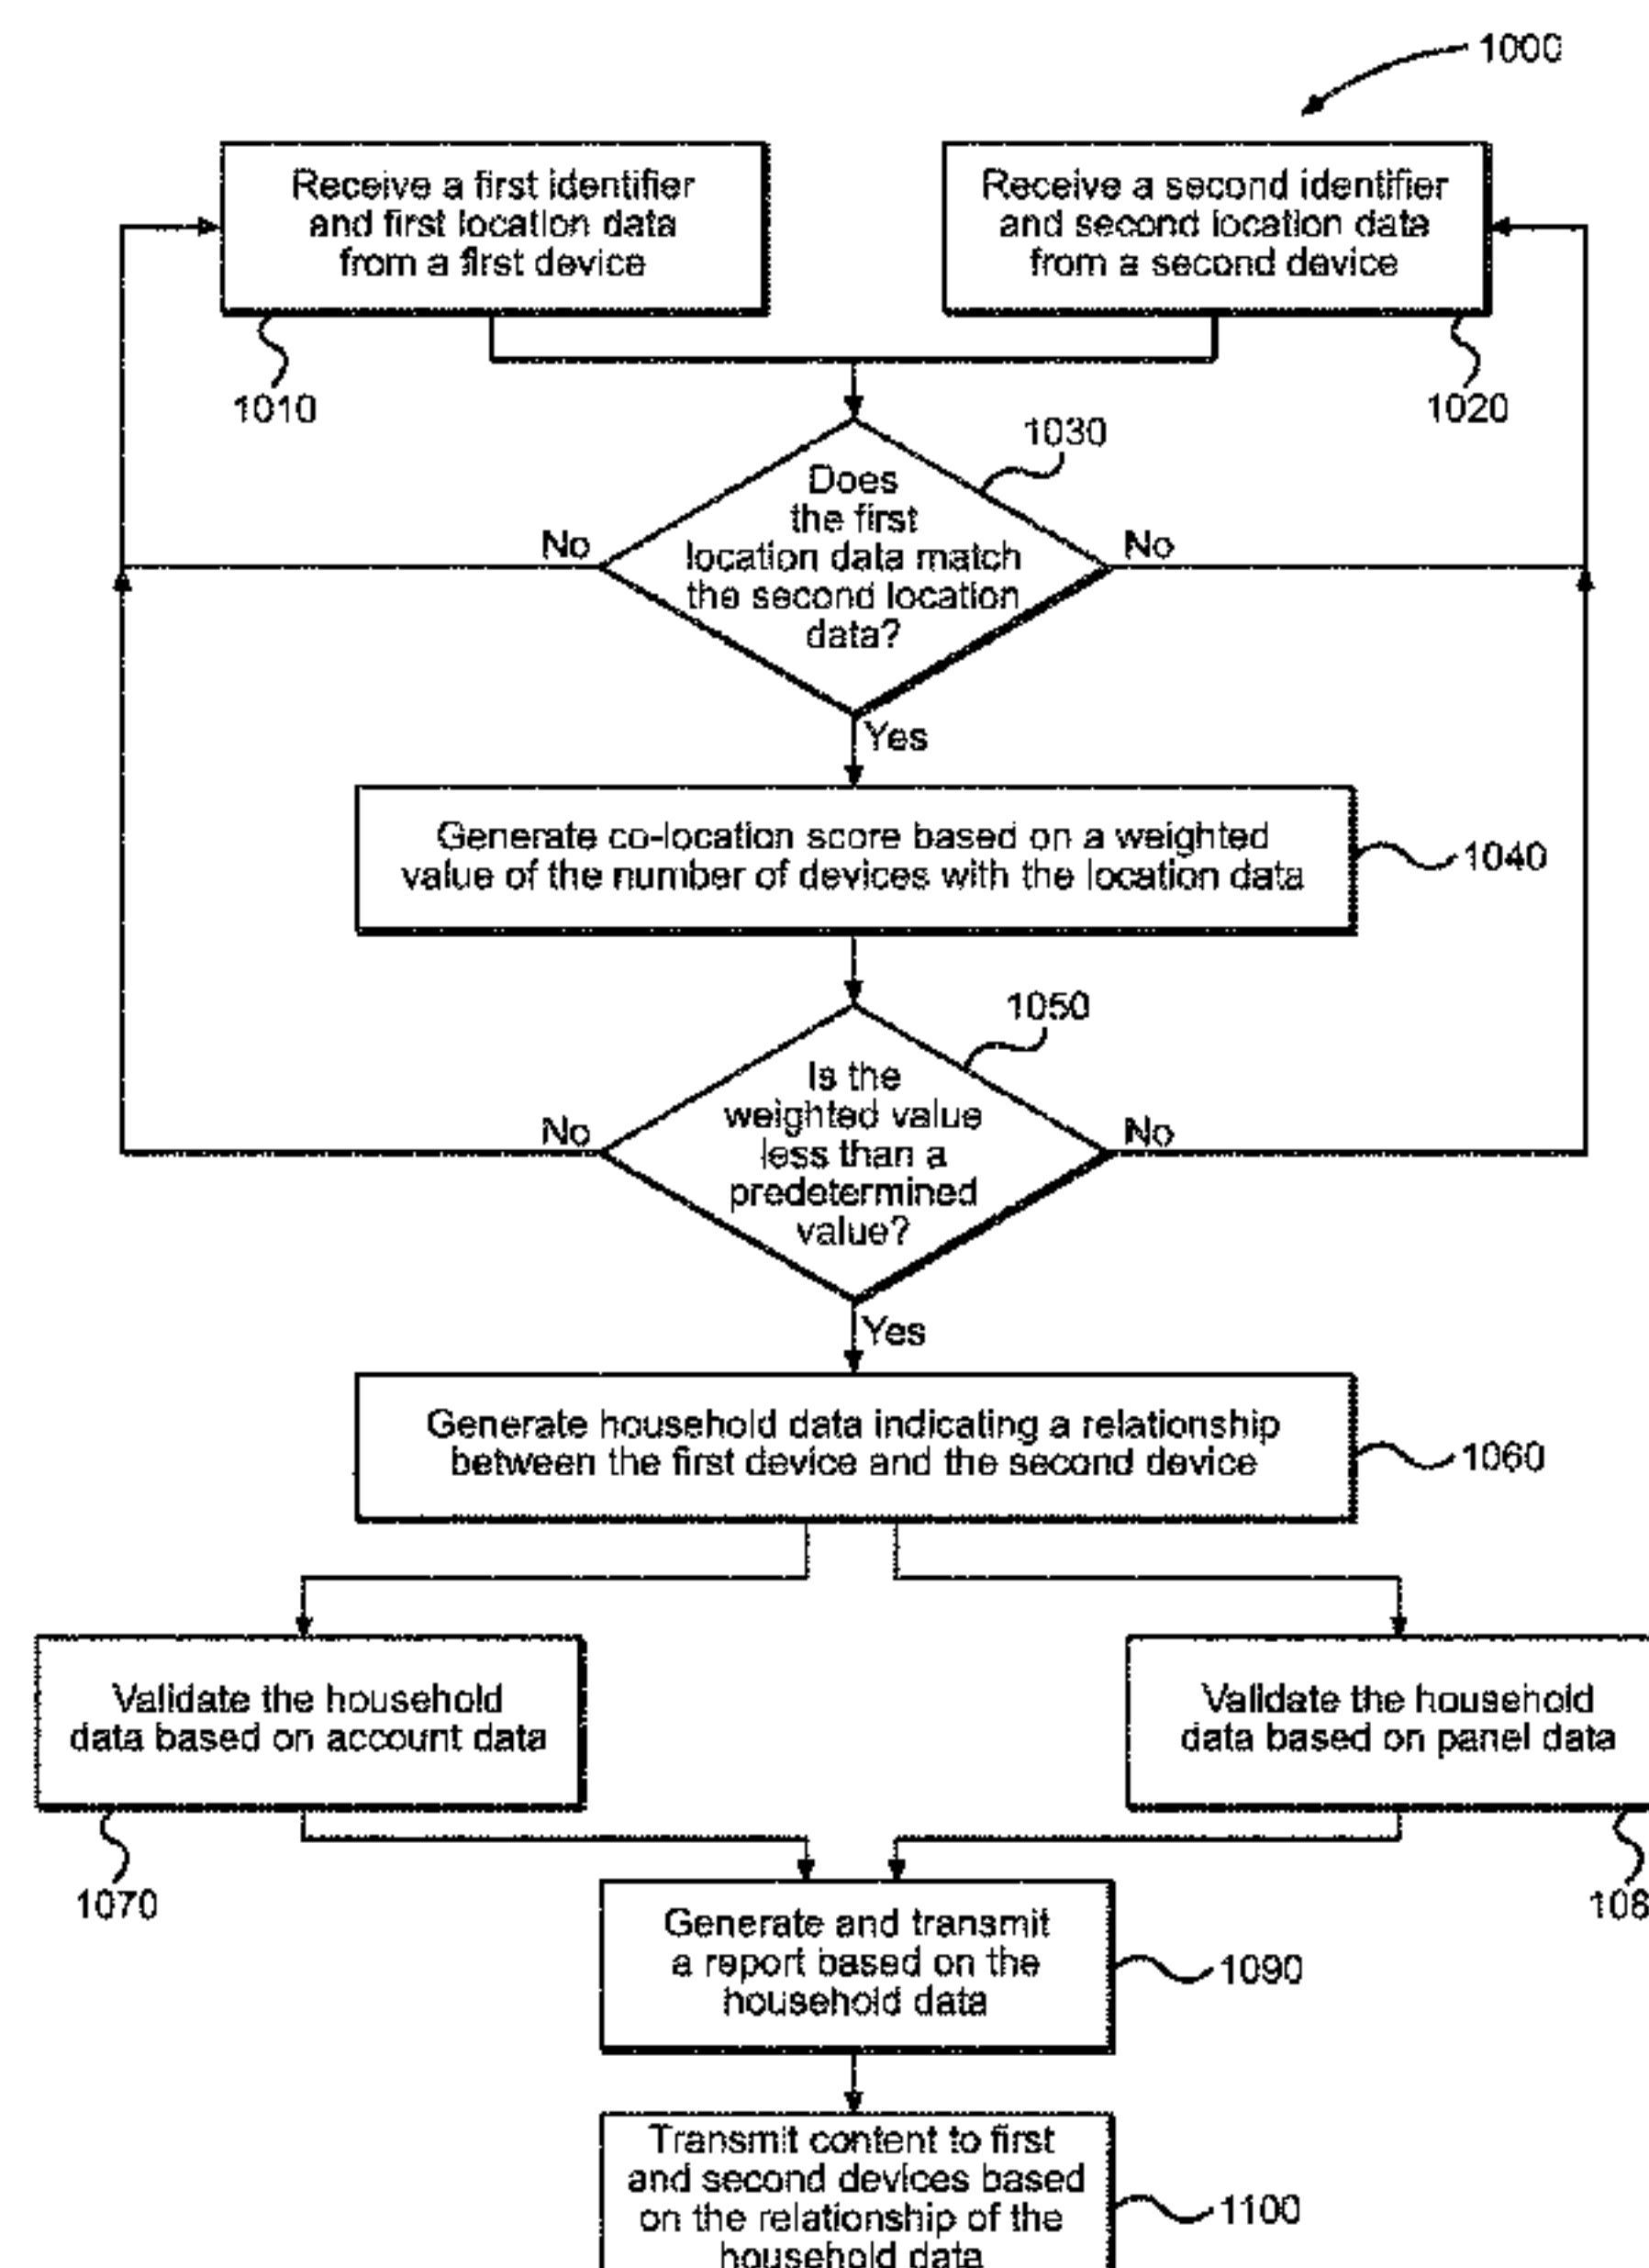 1000
Receive a first identifier
and first location data
from a first device
Receive a second identifier
and second location data
from a second device
1010
1020
1030
Does
the first
location data match
the second location
data?
No
No
Yes
Generate co-location score based on a weighted
value of the number of devices with the location data
1040
1050
Is the
weighted value
less than a
predetermined
value?
No
No
Yes
Generate household data indicating a relationship
between the first device and the second device
1060
Validate the household
data based on account data
Validate the household
data based on panel data
1070
108
Generate and transmit
a report based on the
household data
1090
Transmit content to first
and second devices based
on the relationship of the
household data
1100